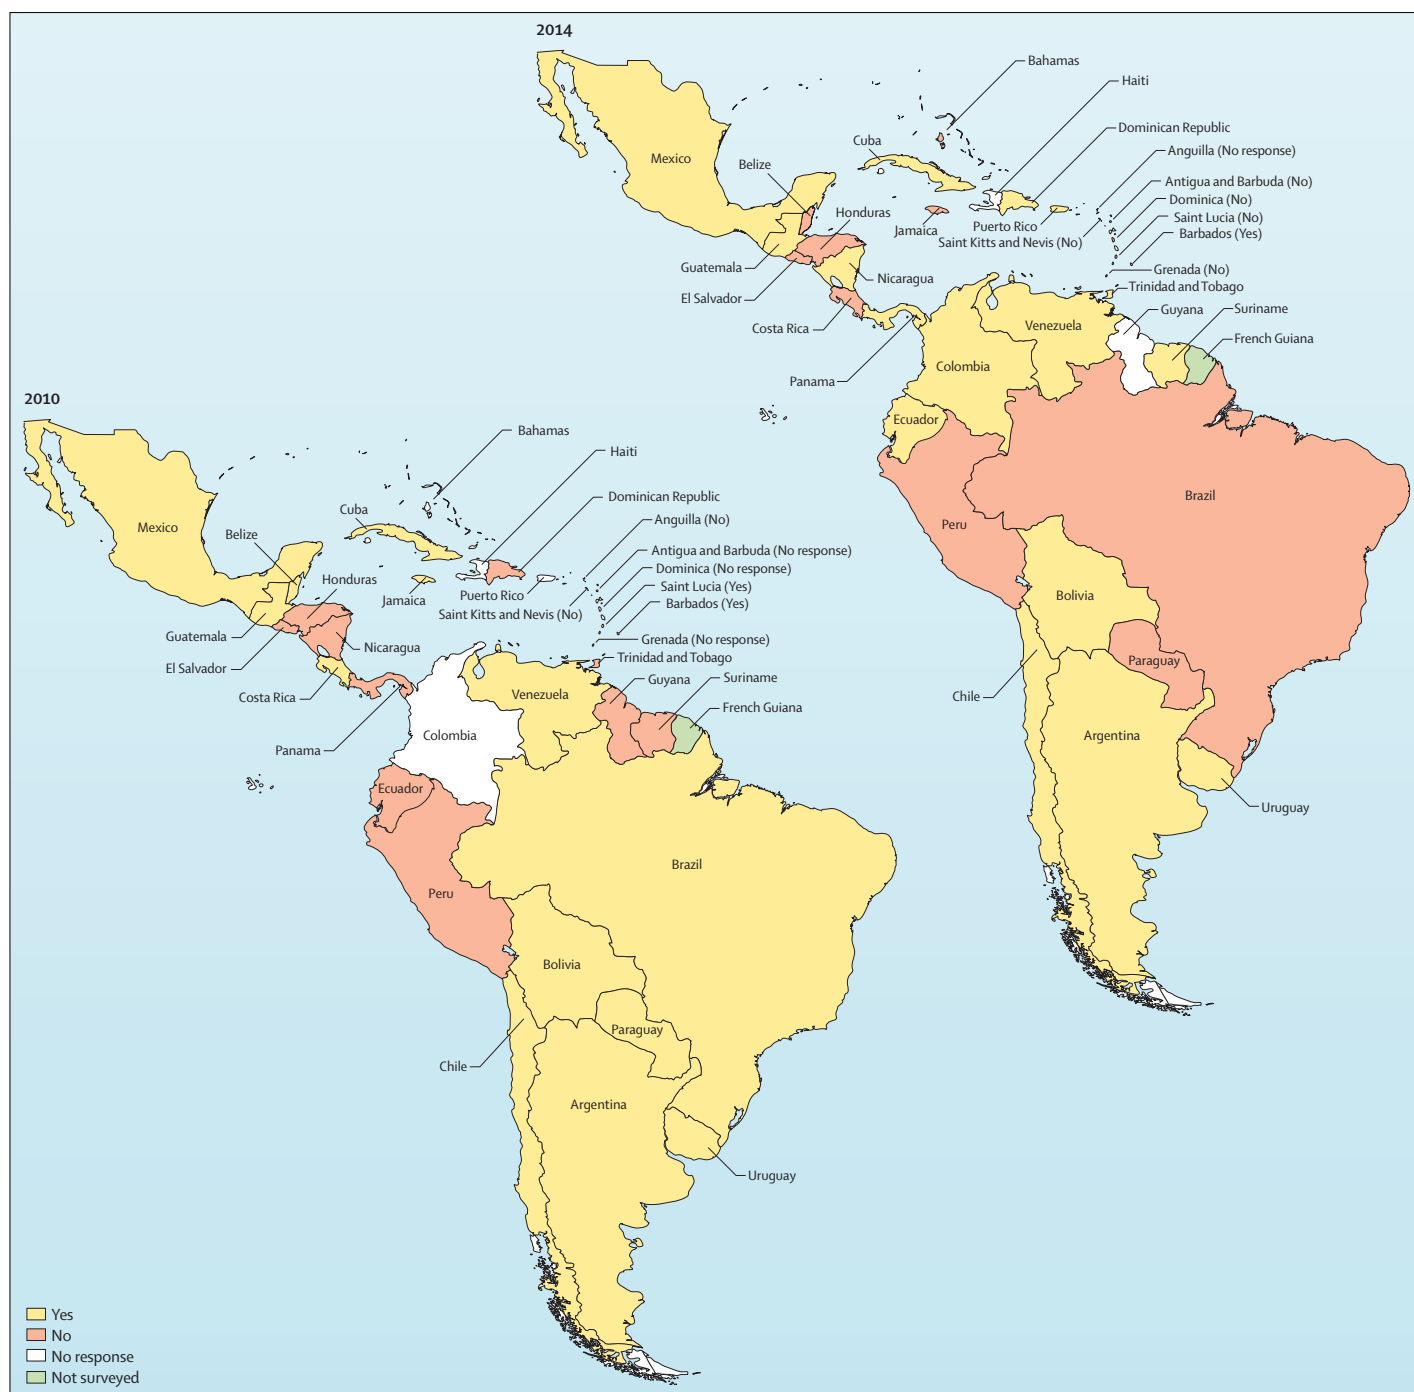 2014
Bahamas
Haiti
Dominican Republic
Cuba
Anguilla (No response)
Mexico
Belize
Antigua and Barbuda (No)
Dominica (No)
Honduras
Saint Lucia (No)
Jamaica
Puerto Rico
Barbados (Yes)
Saint Kitts and Nevis (No)
Guatemala
Grenada (No)
Nicaragua
Trinidad and Tobago
El Salvador
Guyana
Suriname
Costa Rica
Venezuela
French Guiana
Colombia
Panama
Ecuador
Brazil
Peru
Bolivia
Paraguay
Chile
Argentina
Uruguay
2010
Bahamas
Haiti
Dominican Republic
Cuba
Anguilla (No)
Mexico
Belize
Antigua and Barbuda (No response)
Dominica (No response)
Honduras
Saint Lucia (Yes)
Jamaica
Puerto Rico
Barbados (Yes)
Saint Kitts and Nevis (No)
Guatemala
Grenada (No response)
Nicaragua
Trinidad and Tobago
El Salvador
Guyana
Suriname
Costa Rica
Venezuela
French Guiana
Colombia
Panama
Ecuador
Brazil
Peru
Bolivia
Paraguay
Chile
Argentina
Uruguay
Yes
No
No response
Not surveyed